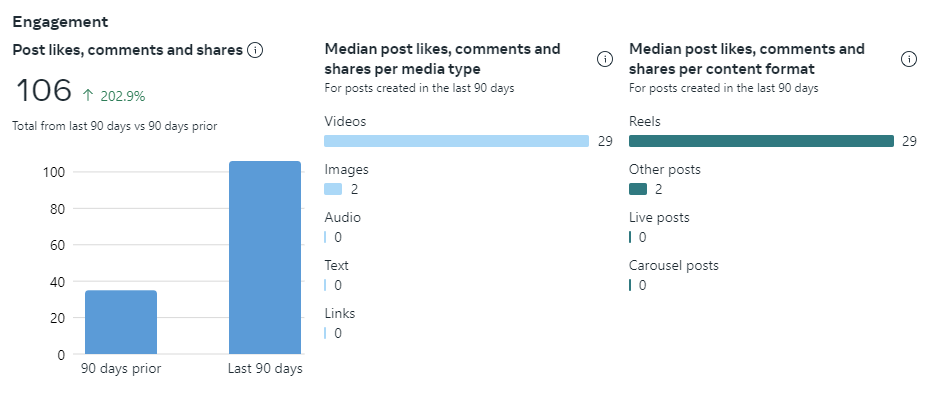 Engagement
Post likes, comments and shares
106 ↑ 202.9%
Total from last 90 days vs 90 days prior
100
80
60
40
20
0
90 days prior
Last 90 days
Median post likes, comments and
shares per media type
For posts created in the last 90 days
Videos
29
Images
2
Audio
0
Text
0
Links
0
Median post likes, comments and
shares per content format
For posts created in the last 90 days
Reels
29
Other posts
2
Live posts
0
Carousel posts
0